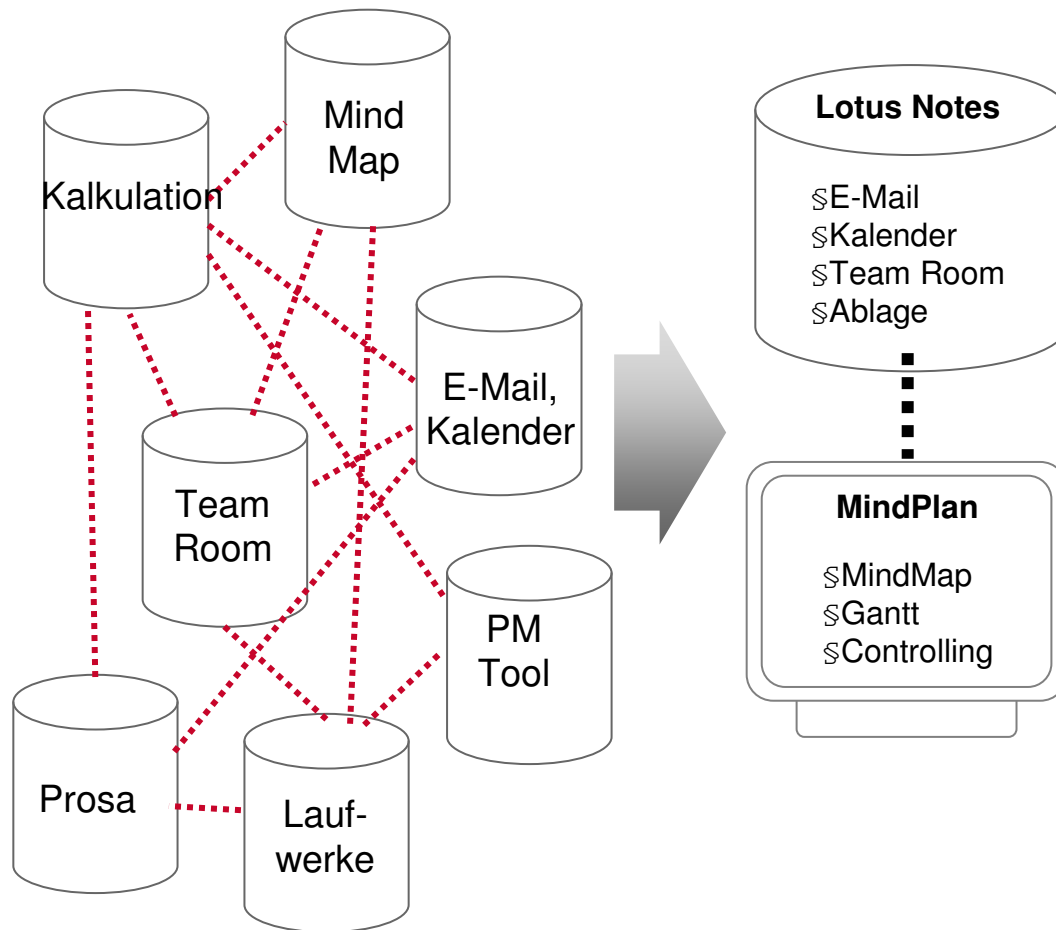 Mind
Map
Kalkulation
E-Mail,
Kalender
Team
Room
PM
Tool
Prosa
Lauf-
werke
Lotus Notes
§E-Mail
§Kalender
§Team Room
§Ablage
MindPlan
§MindMap
§Gantt
§Controlling